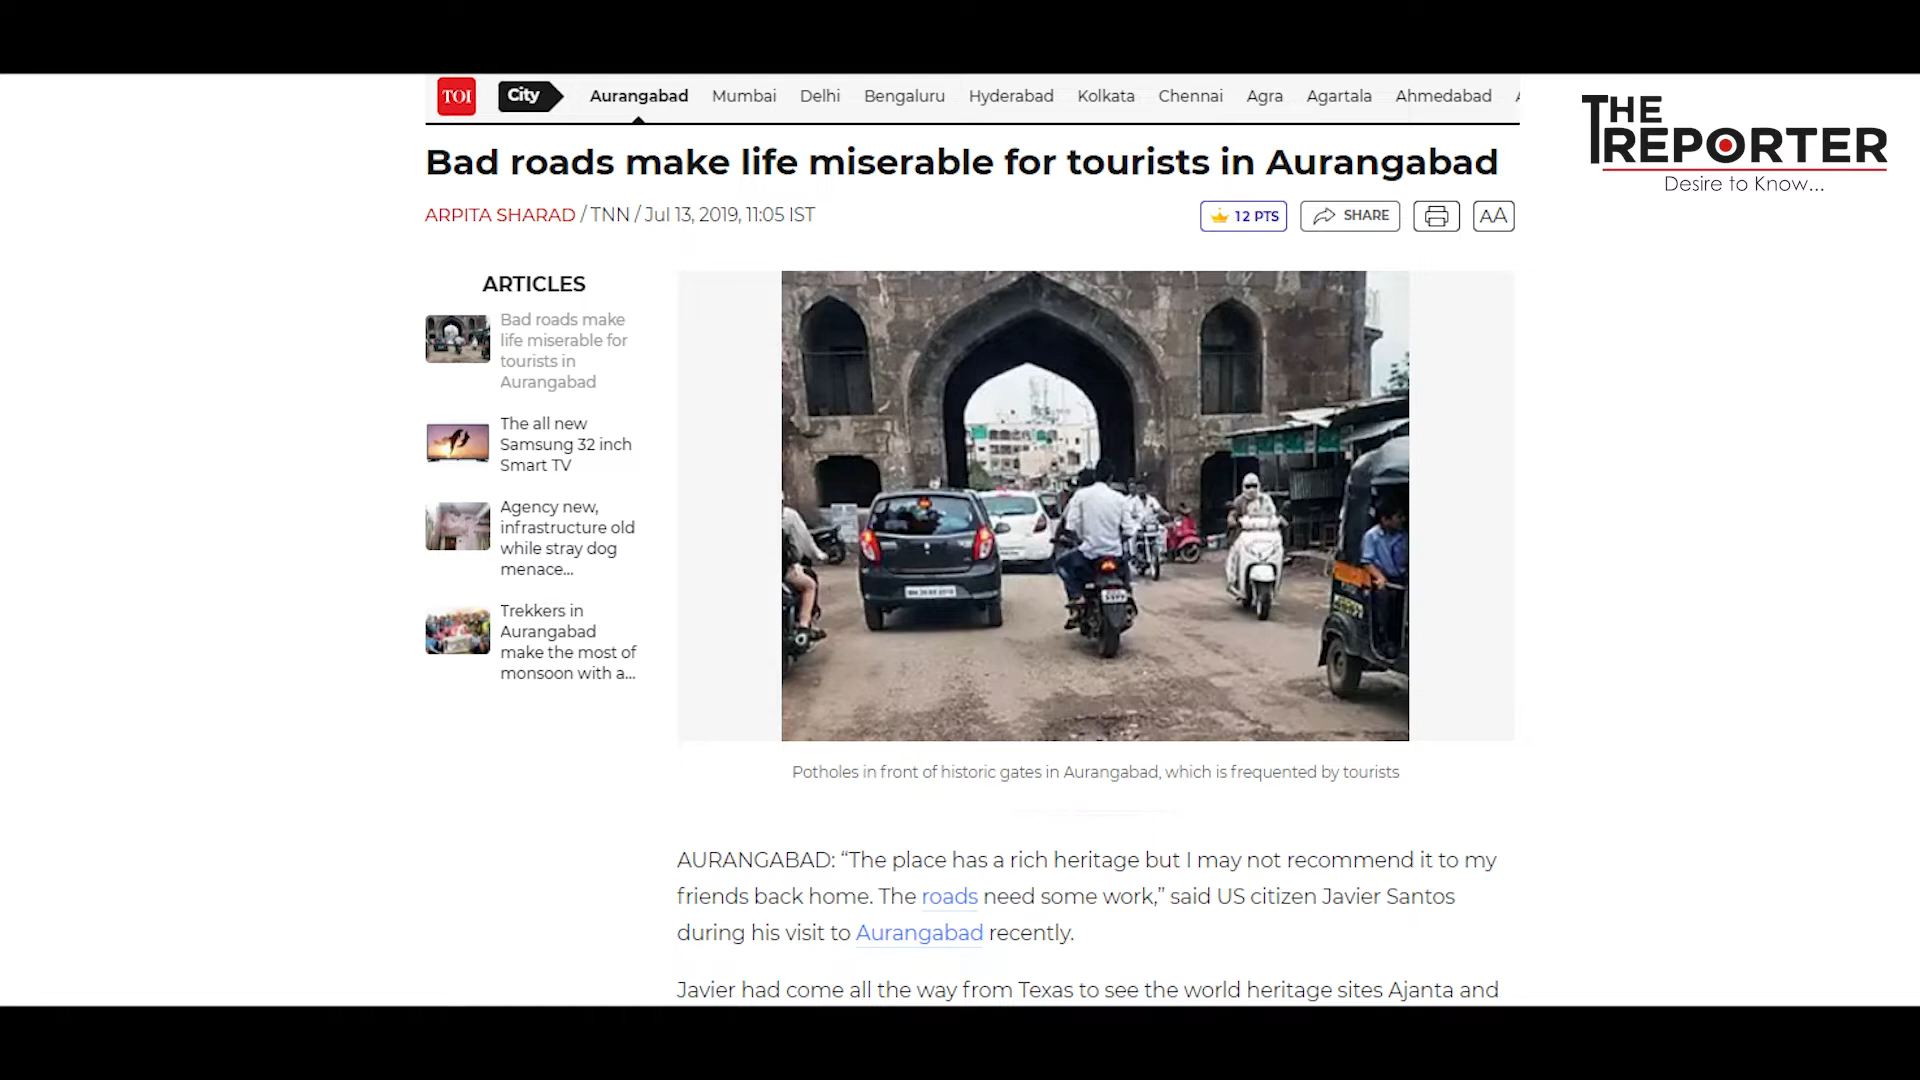 TOI City Aurangabad Mumbai Delhi Bengaluru Hyderabad Kolkata Chennai Agra Agartala Ahmedabad
THE
REPORTER
Desire to Know...
Bad roads make life miserable for tourists in Aurangabad
ARPITA SHARAD / TNN / Jul 13, 2019, 11:05 IST
12 PTS SHARE AA
ARTICLES
Bad roads make
life miserable for
tourists in
Aurangabad
The all new
Samsung 32 inch
Smart TV
Agency new,
infrastructure old
while stray dog
menace...
Trekkers in
Aurangabad
make the most of
monsoon with a...
Potholes in front of historic gates in Aurangabad, which is frequented by tourists
AURANGABAD: “The place has a rich heritage but I may not recommend it to my
friends back home. The roads need some work,” said US citizen Javier Santos
during his visit to Aurangabad recently.
Javier had come all the way from Texas to see the world heritage sites Ajanta and